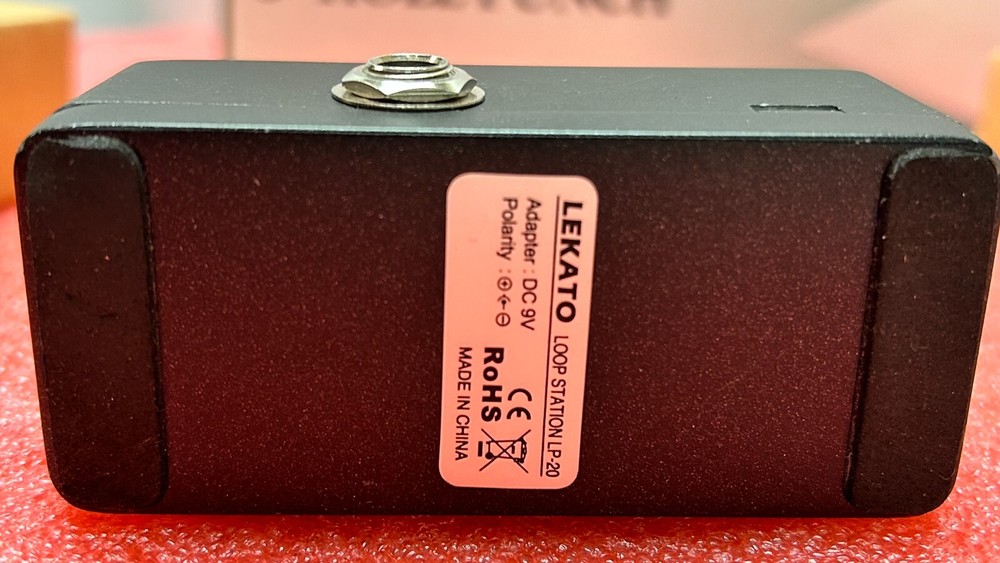 LEKATO LOOP STATION LP-20
Adapter : DC 9V
Polarity :
CE
RoHS
MADE IN CHINA